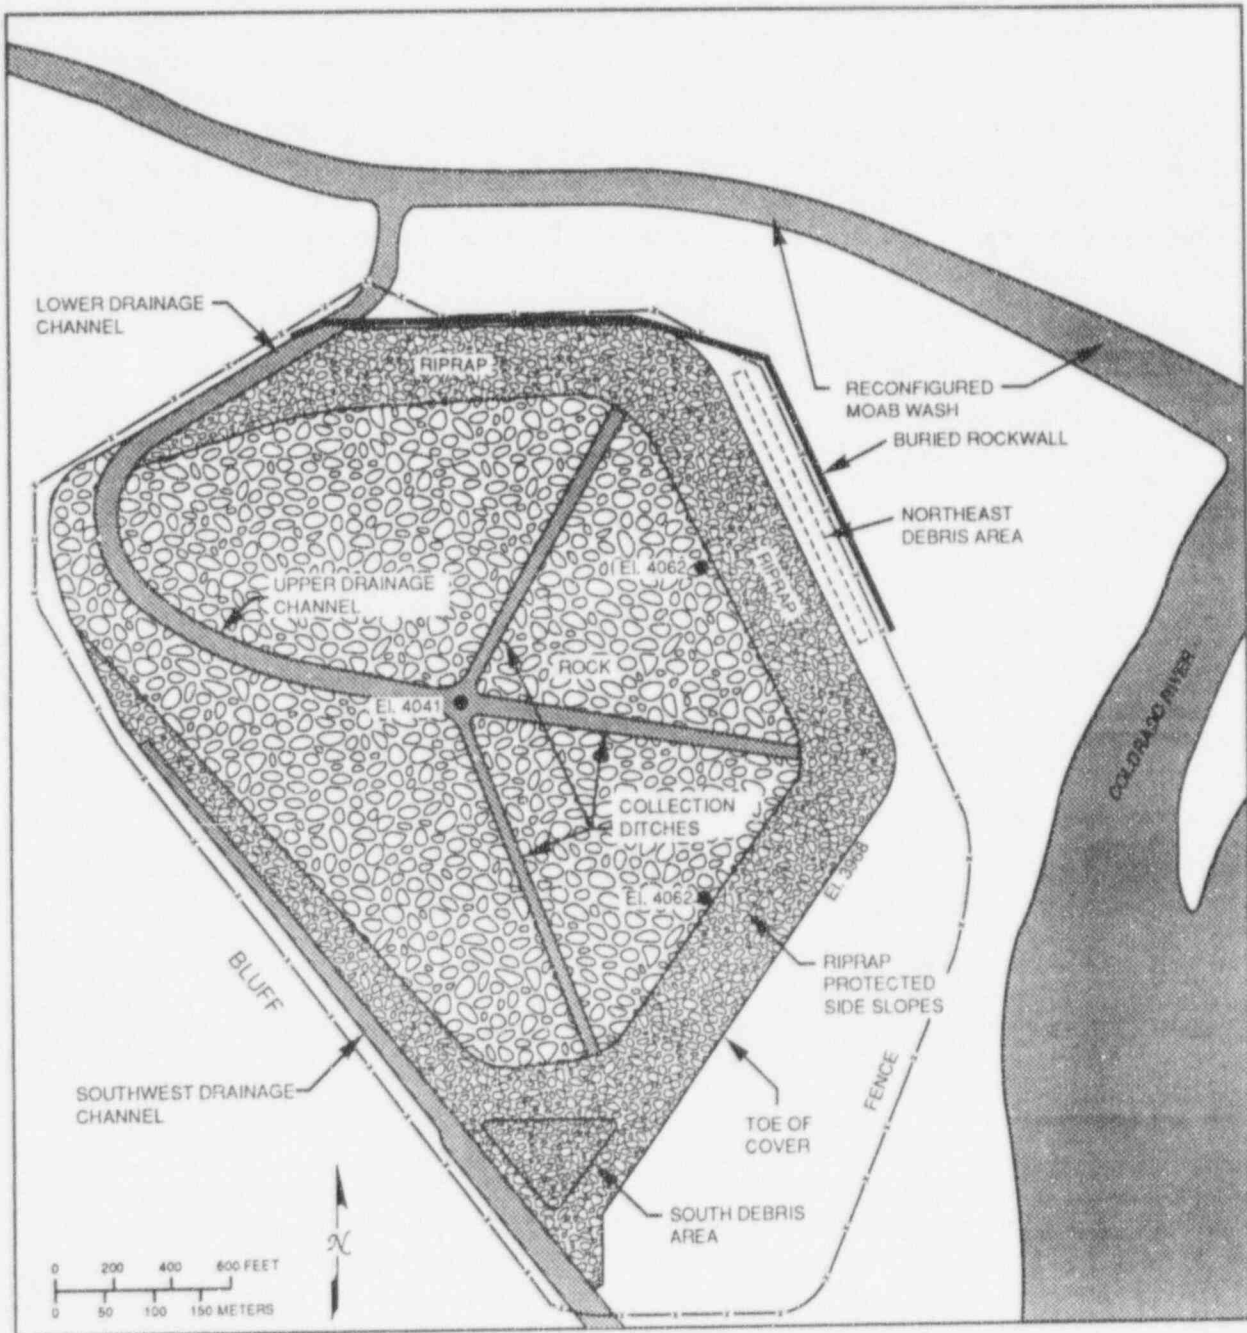 LOWER DRAINAGE
CHANNEL
RIPRAP
RECONFIGURED
MOAB WASH
BURIED ROCKWALL
NORTHEAST
DEBRIS AREA
El. 4062
RIPRAP
UPPER DRAINAGE
CHANNEL
ROCK
El. 4041
COLORADO RIVER
COLLECTION
DITCHES
El. 4062
BLUFF
RIPRAP
PROTECTED
SIDE SLOPES
SOUTHWEST DRAINAGE
CHANNEL
FENCE
TOE OF
COVER
SOUTH DEBRIS
AREA
N
0 200 400 600 FEET
0 50 100 150 METERS